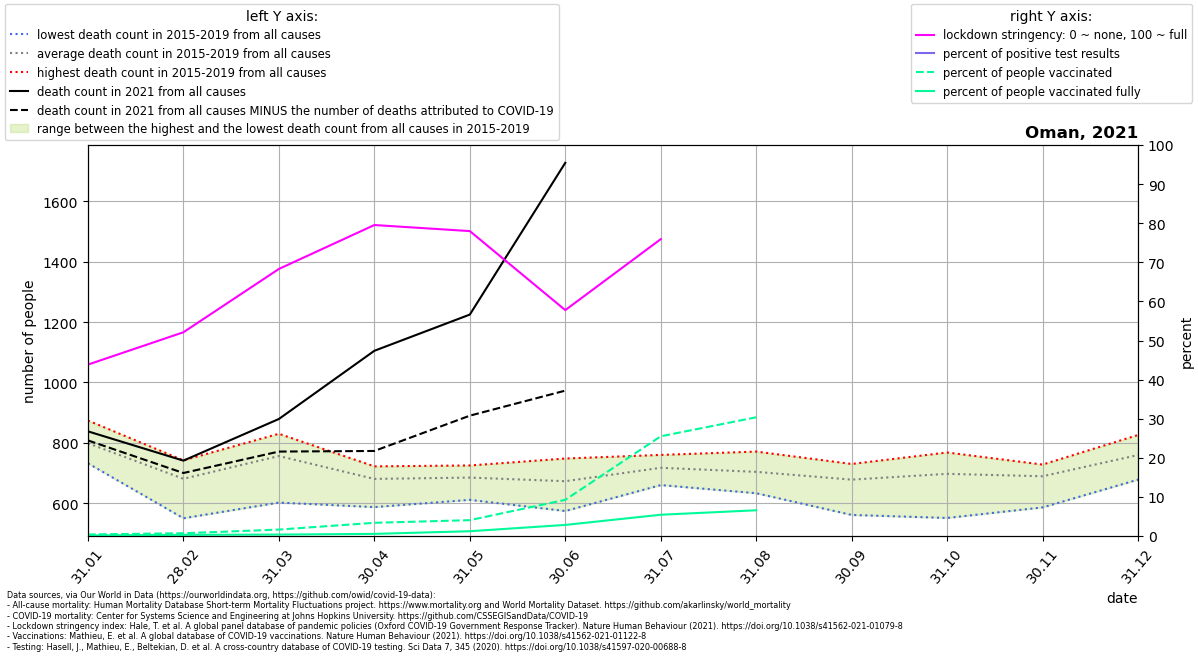 left Y axis:
lowest death count in 2015-2019 from all causes
average death count in 2015-2019 from all causes
highest death count in 2015-2019 from all causes
death count in 2021 from all causes
death count in 2021 from all causes MINUS the number of deaths attributed to COVID-19
range between the highest and the lowest death count from all causes in 2015-2019
right Y axis:
lockdown stringency: 0 ~ none, 100 ~ full
percent of positive test results
percent of people vaccinated
percent of people vaccinated fully
Oman, 2021
number of people
1600
1400
1200
1000
800
600
percent
100
90
80
70
60
50
40
30
20
10
0
31.01
28.02
31.03
30.04
31.05
30.06
31.07
31.08
30.09
31.10
30.11
31.12
date
Data sources, via Our World in Data (https://ourworldindata.org, https://github.com/owid/covid-19-data):
- All-cause mortality: Human Mortality Database Short-term Mortality Fluctuations project. https://www.mortality.org and World Mortality Dataset. https://github.com/akarlinsky/world_mortality
- COVID-19 mortality: Center for Systems Science and Engineering at Johns Hopkins University. https://github.com/CSSEGISandData/COVID-19
- Lockdown stringency index: Hale, T. et al. A global panel database of pandemic policies (Oxford COVID-19 Government Response Tracker). Nature Human Behaviour (2021). https://doi.org/10.1038/s41562-021-01079-8
- Vaccinations: Mathieu, E. et al. A global database of COVID-19 vaccinations. Nature Human Behaviour (2021). https://doi.org/10.1038/s41562-021-01122-8
- Testing: Hasell, J., Mathieu, E., Beltekian, D. et al. A cross-country database of COVID-19 testing. Sci Data 7, 345 (2020). https://doi.org/10.1038/s41597-020-00688-8